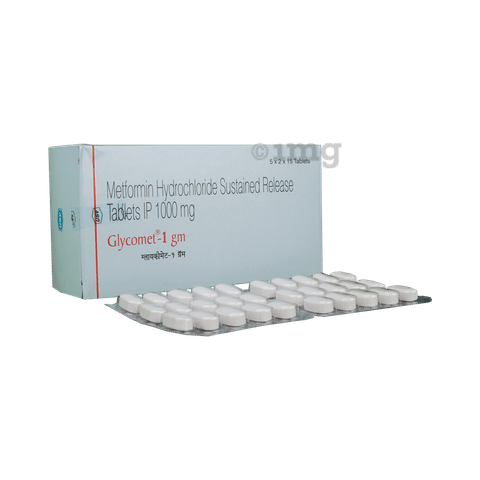 1mg
5 x 2 x 15 Tablets
Metformin Hydrochloride Sustained Release
Tablets IP 1000 mg
Glycomet®-1 gm
ग्लायकोमेट-१ ग्रॅम